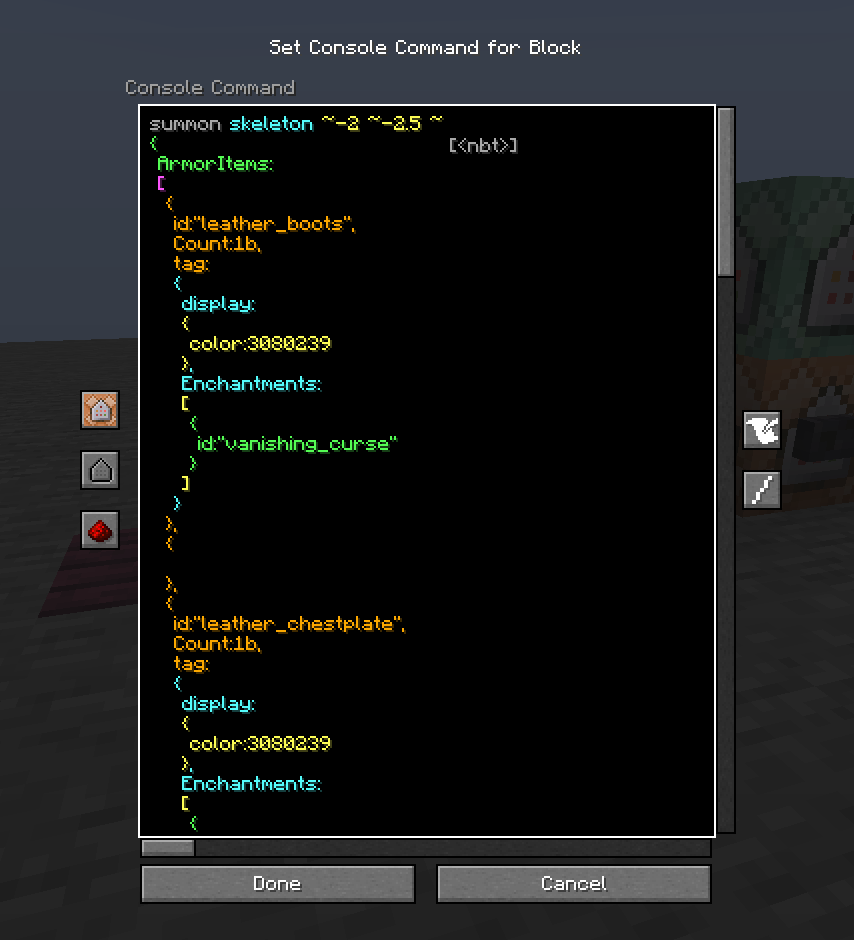 Set Console Command for Block
Console Command
summon skeleton ~-2 ~-2.5 ~
[<nbt>]
{
ArmorItems:
[
{
id:"leather_boots",
Count:1b,
tag:
{
display:
{
color:3080239
},
Enchantments:
[
{
id:"vanishing_curse"
}
]
}
},
{
},
{
id:"leather_chestplate",
Count:1b,
tag:
{
display:
{
color:3080239
},
Enchantments:
[
{
Done
Cancel